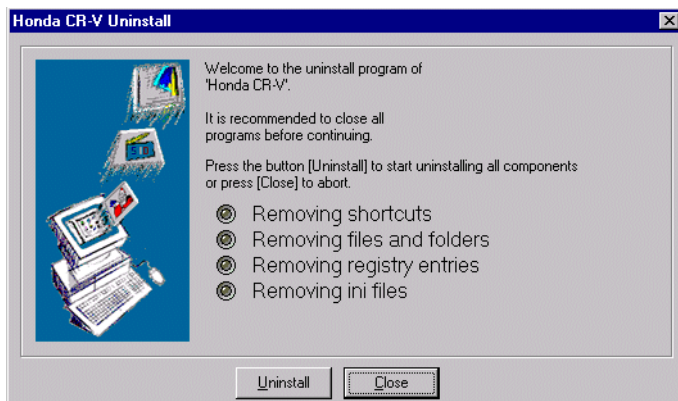 Honda CR-V Uninstall
Welcome to the uninstall program of
'Honda CR-V'.
It is recommended to close all
programs before continuing.
Press the button [Uninstall] to start uninstalling all components
or press [Close] to abort.
Removing shortcuts
Removing files and folders
Removing registry entries
Removing ini files
Uninstall
Close